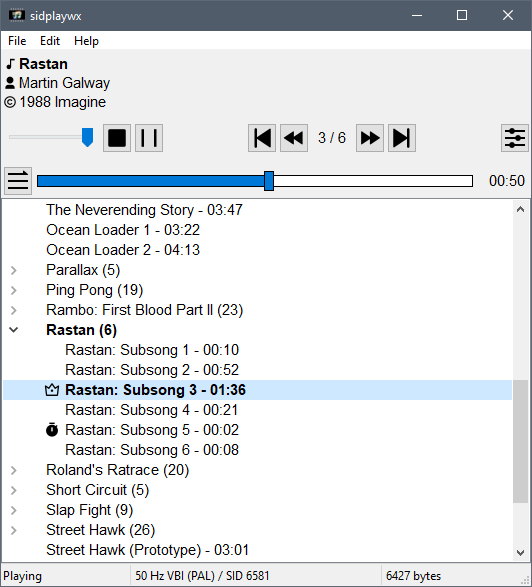 sidplaywx
File Edit Help
Rastan
Martin Galway
© 1988 Imagine
3 / 6
00:50
The Neverending Story - 03:47
Ocean Loader 1 - 03:22
Ocean Loader 2 - 04:13
Parallax (5)
Ping Pong (19)
Rambo: First Blood Part II (23)
Rastan (6)
Rastan: Subsong 1 - 00:10
Rastan: Subsong 2 - 00:52
Rastan: Subsong 3 - 01:36
Rastan: Subsong 4 - 00:21
Rastan: Subsong 5 - 00:02
Rastan: Subsong 6 - 00:08
Roland's Ratrace (20)
Short Circuit (5)
Slap Fight (9)
Street Hawk (26)
Street Hawk (Prototype) - 03:01
Playing 50 Hz VBI (PAL) / SID 6581 6427 bytes